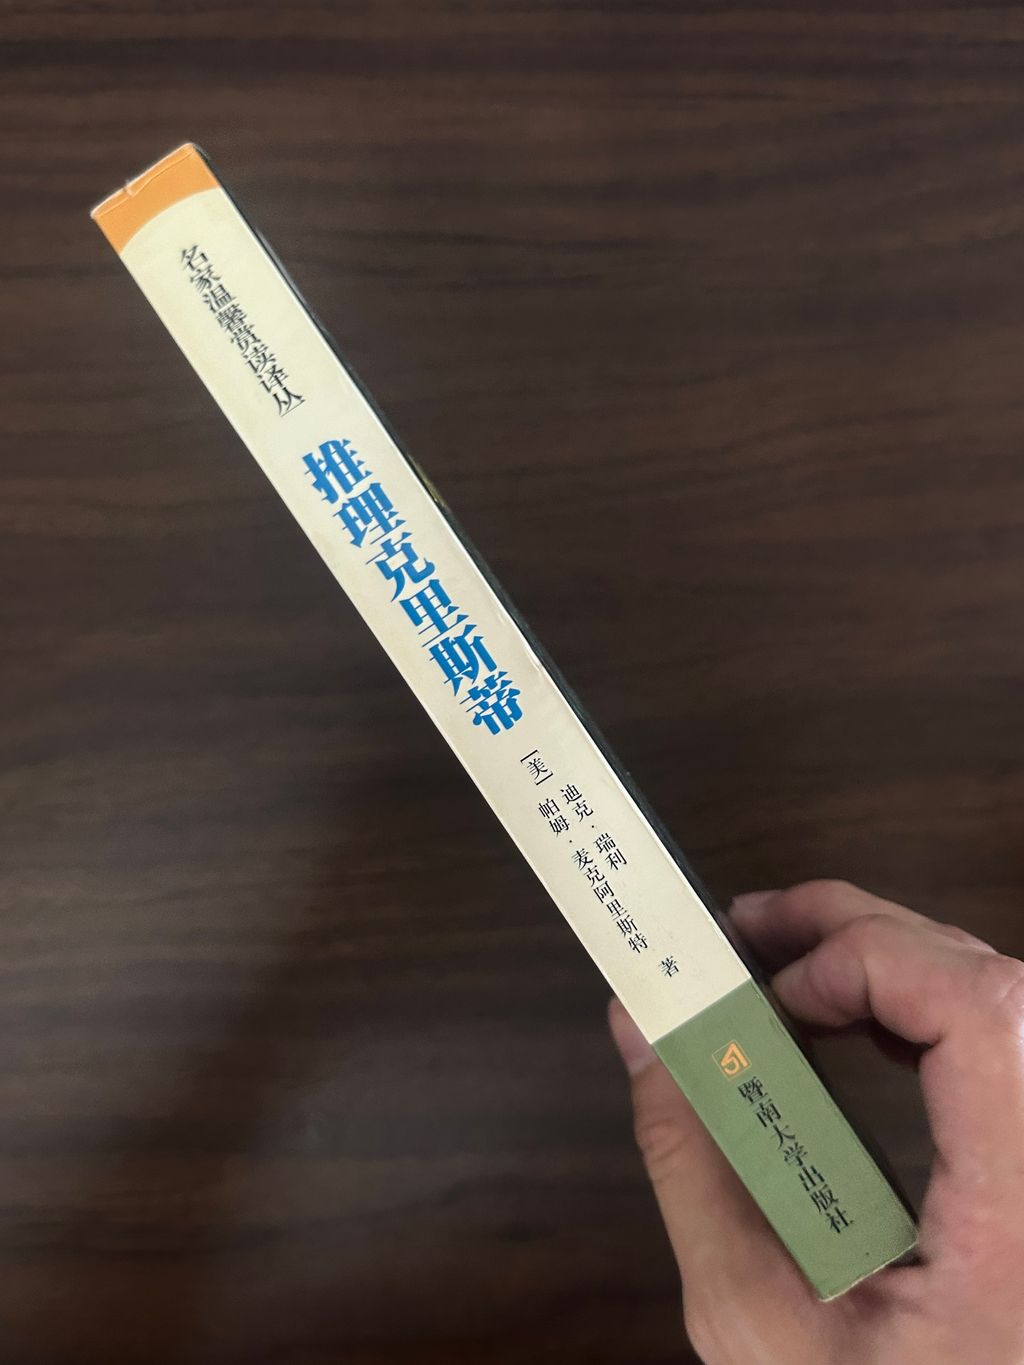 名家温馨赏读译丛
推理克里斯蒂
[美]
迪克·瑞利
帕姆·麦克阿里斯特
著
暨南大学出版社